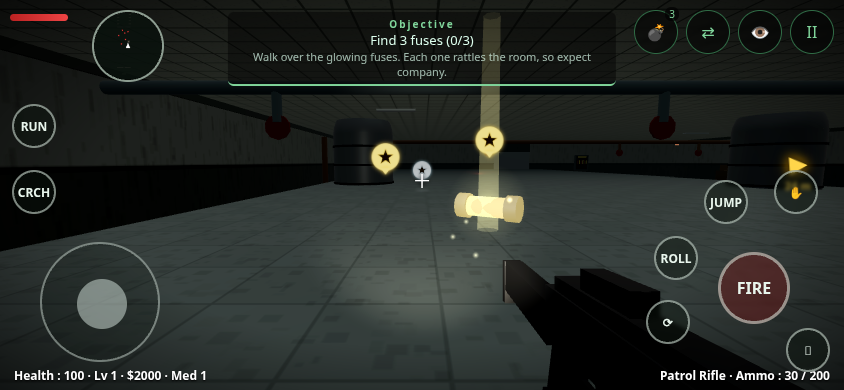 Objective
Find 3 fuses (0/3)
Walk over the glowing fuses. Each one rattles the room, so expect
company.
3
RUN
CRCH
JUMP
ROLL
FIRE
Health : 100 · Lv 1 · $2000 · Med 1
Patrol Rifle · Ammo : 30 / 200